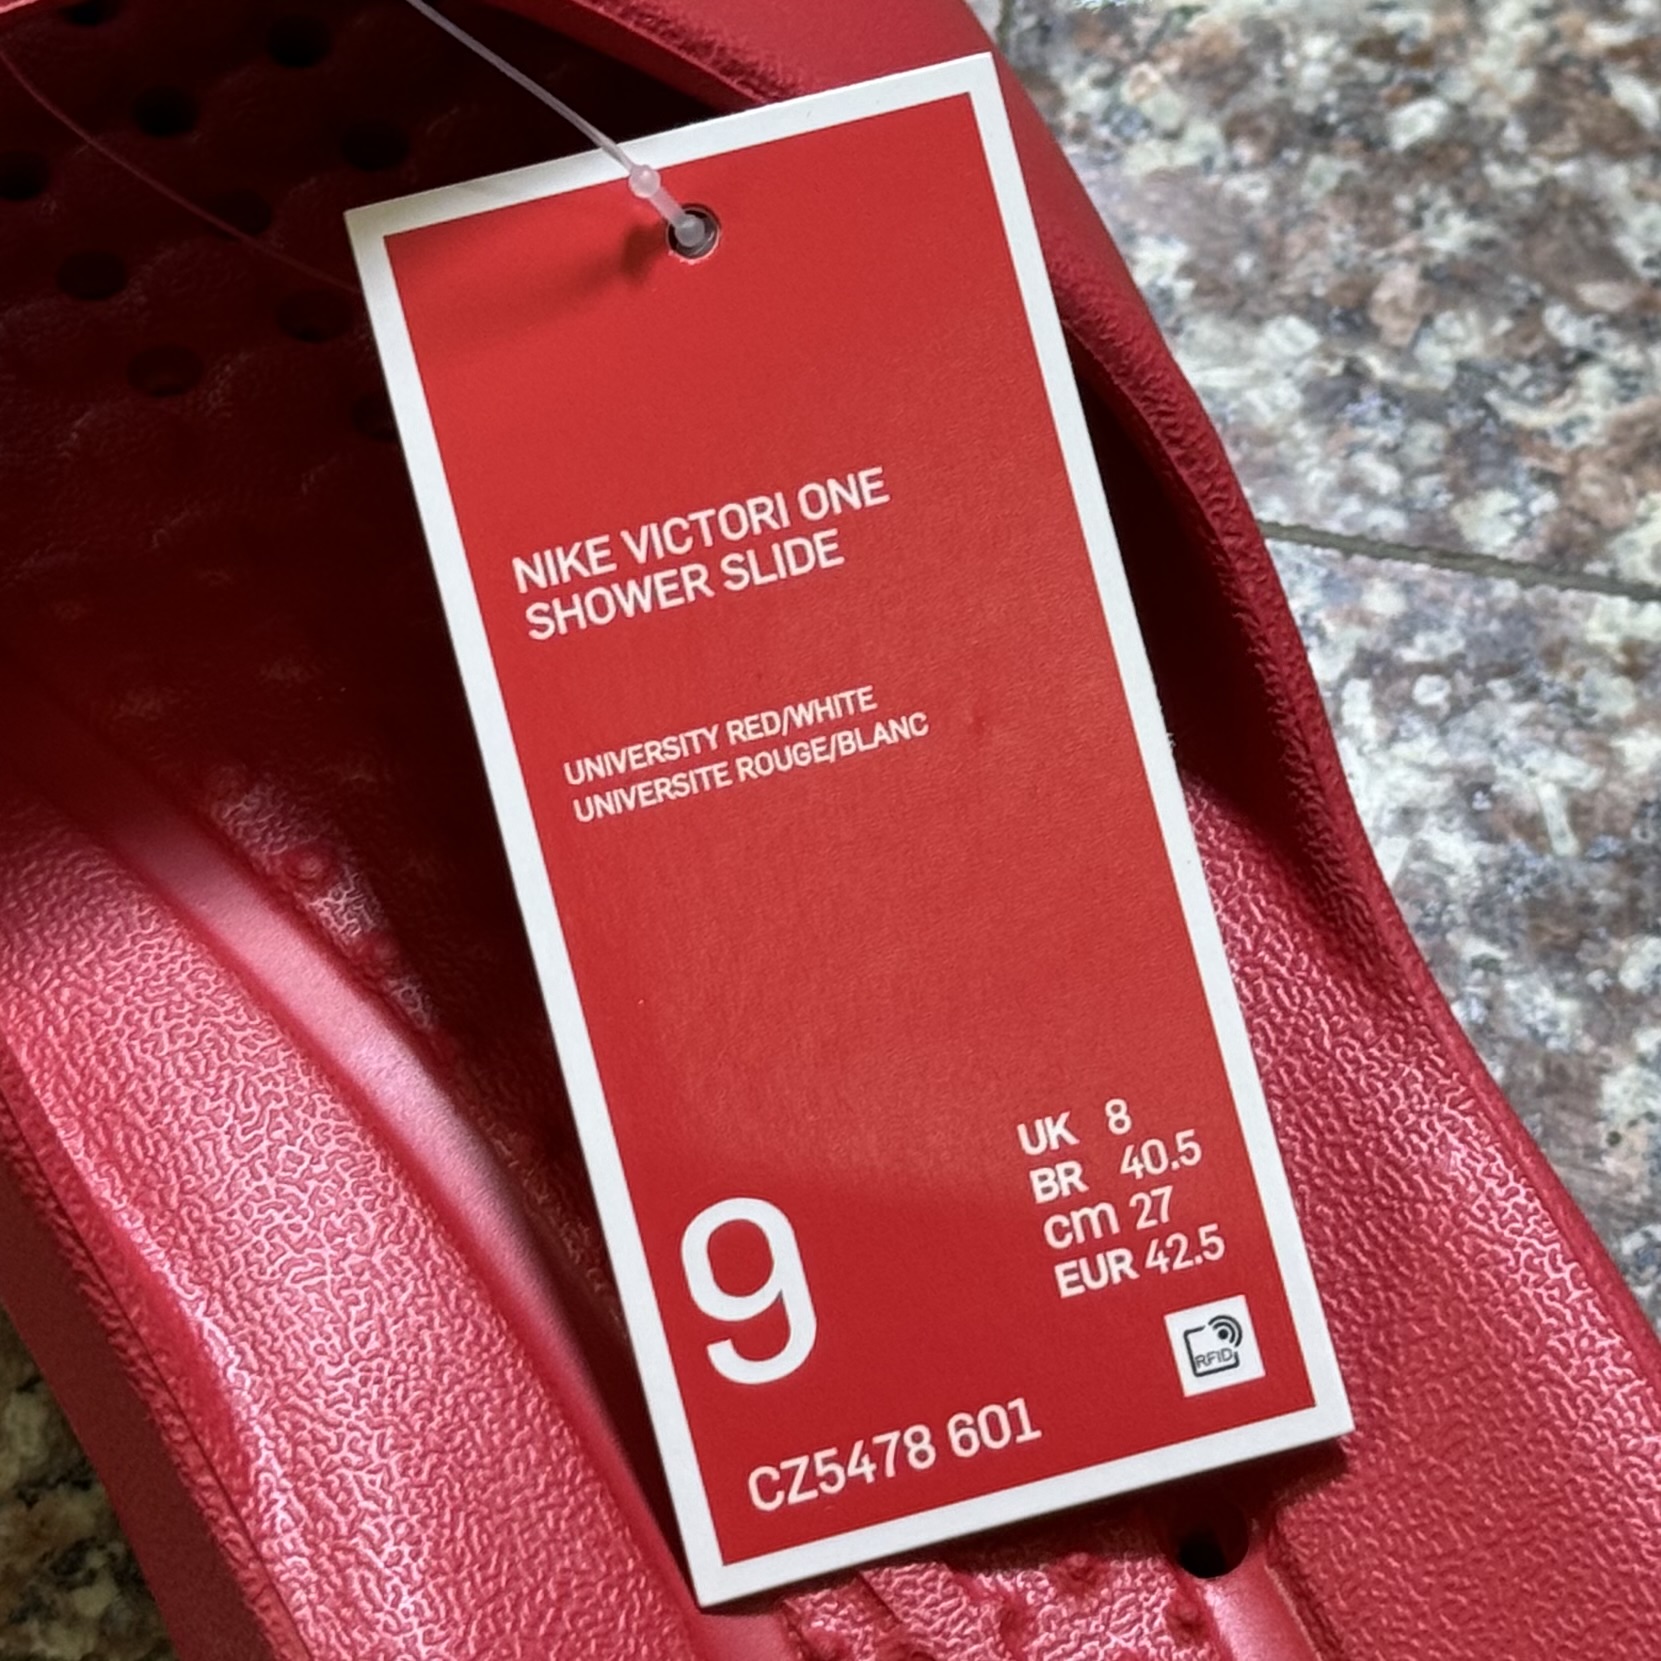 NIKE VICTORI ONE
SHOWER SLIDE
UNIVERSITY RED/WHITE
UNIVERSITE ROUGE/BLANC
UK 8
BR 40.5
cm 27
EUR 42.5
9
RFID
CZ5478 601